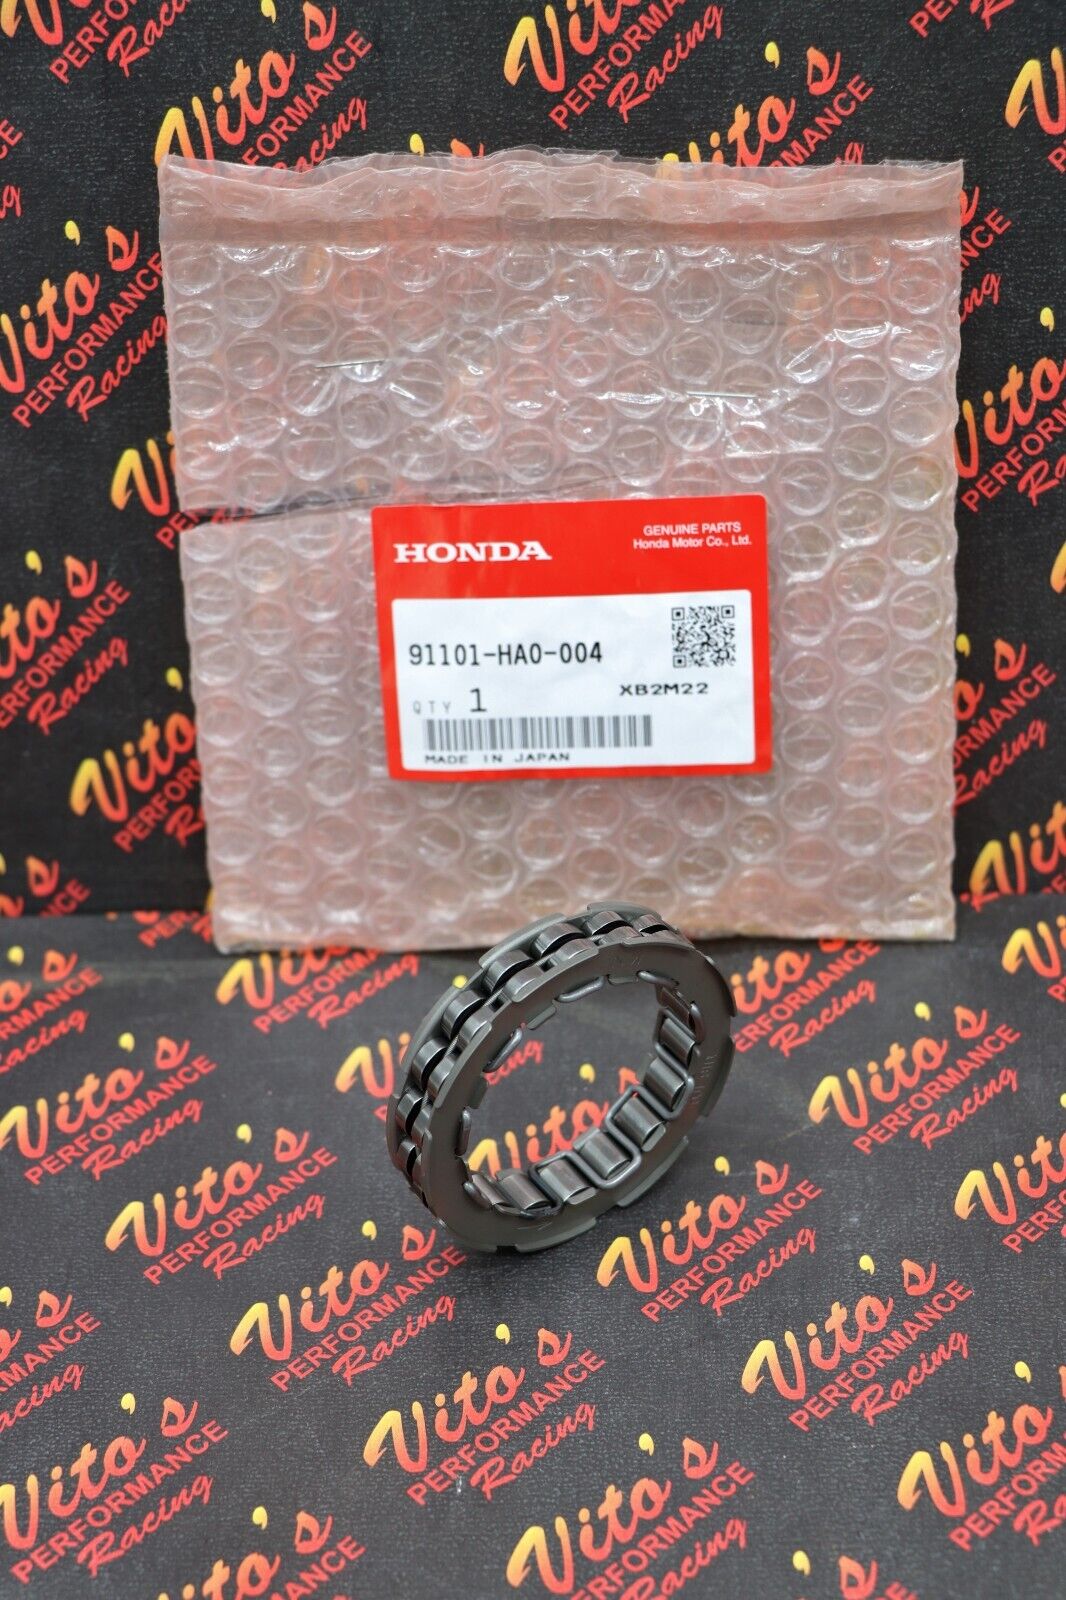 Vito's
PERFORMANCE
Racing
HONDA
GENUINE PARTS
Honda Motor Co., Ltd.
91101-HA0-004
QTY 1
XB2M22
MADE IN JAPAN